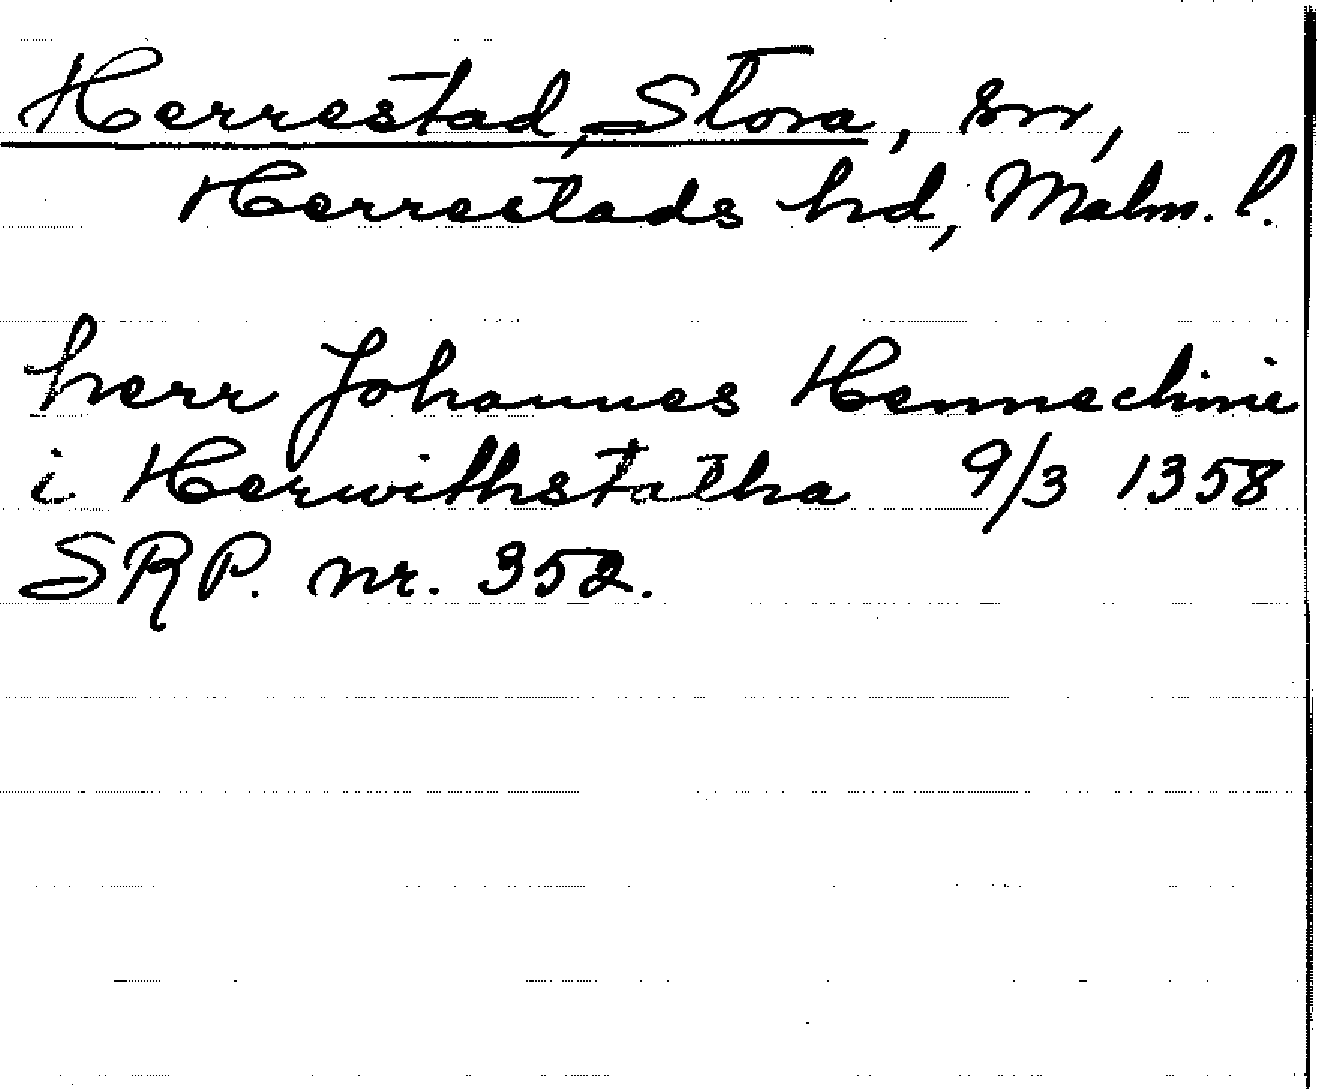 Herrestad, Stora, sn,
Herrestads hd, Malm. l.
herr Johannes Hennechini
i Herwithstatha 9/3 1358
SRP. nr. 352.